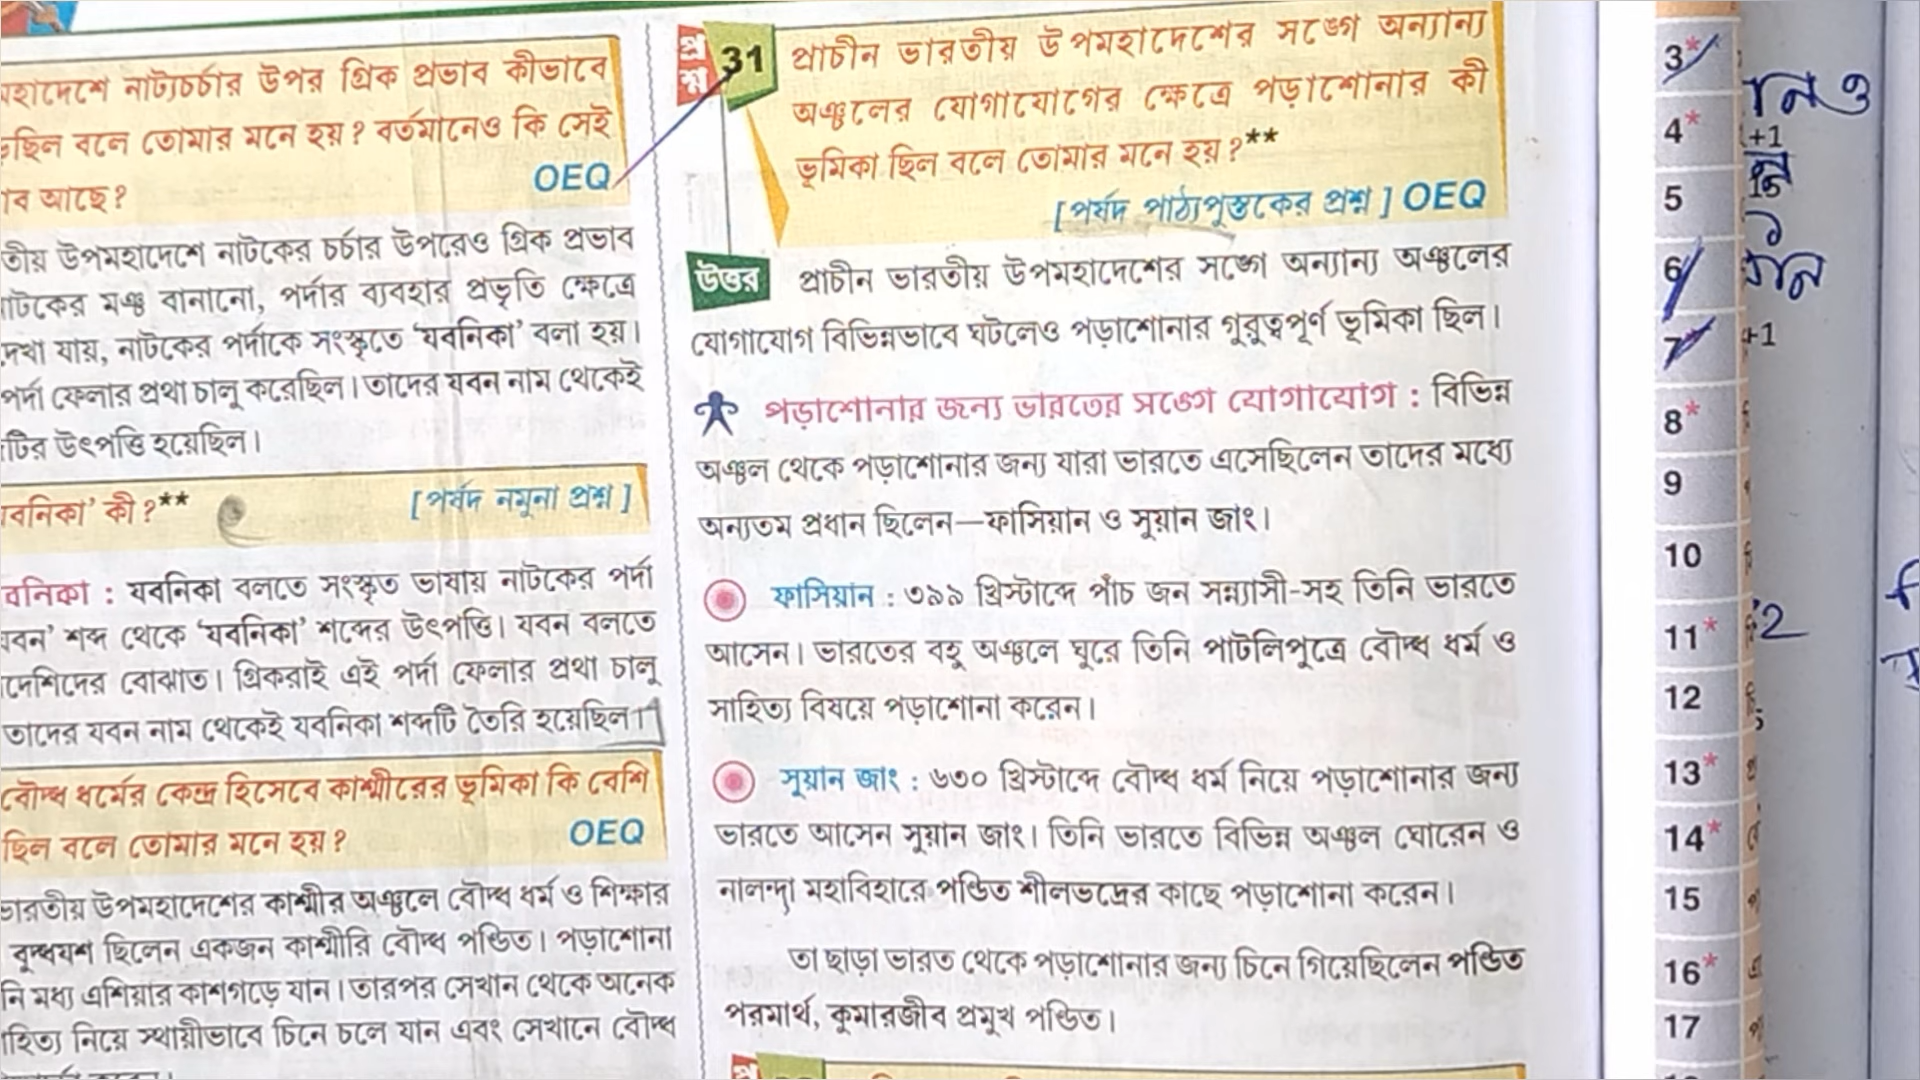 হাদেশে নাট্যচর্চার উপর গ্রিক প্রভাব কীভাবে
ছিল বলে তোমার মনে হয়? বর্তমানেও কি সেই
ব আছে?
OEQ
তীয় উপমহাদেশে নাটকের চর্চার উপরেও গ্রিক প্রভাব
াটকের মঞ্চ বানানো, পর্দার ব্যবহার প্রভৃতি ক্ষেত্রে
দেখা যায়, নাটকের পর্দাকে সংস্কৃতে ‘যবনিকা’ বলা হয়।
পর্দা ফেলার প্রথা চালু করেছিল। তাদের যবন নাম থেকেই
টির উৎপত্তি হয়েছিল।
বনিকা’ কী?** [পর্ষদ নমুনা প্রশ্ন]
বনিকা : যবনিকা বলতে সংস্কৃত ভাষায় নাটকের পর্দা
যবন’ শব্দ থেকে ‘যবনিকা’ শব্দের উৎপত্তি। যবন বলতে
দেশিদের বোঝাত। গ্রিকরাই এই পর্দা ফেলার প্রথা চালু
তাদের যবন নাম থেকেই যবনিকা শব্দটি তৈরি হয়েছিল।
বৌদ্ধ ধর্মের কেন্দ্র হিসেবে কাশ্মীরের ভূমিকা কি বেশি
ছিল বলে তোমার মনে হয়?
OEQ
ভারতীয় উপমহাদেশের কাশ্মীর অঞ্চলে বৌদ্ধ ধর্ম ও শিক্ষার
বুদ্ধযশ ছিলেন একজন কাশ্মীরি বৌদ্ধ পণ্ডিত। পড়াশোনা
নি মধ্য এশিয়ার কাশগড়ে যান। তারপর সেখান থেকে অনেক
হিত্য নিয়ে স্থায়ীভাবে চিনে চলে যান এবং সেখানে বৌদ্ধ
প্রশ্ন 31 প্রাচীন ভারতীয় উপমহাদেশের সঙ্গে অন্যান্য
অঞ্চলের যোগাযোগের ক্ষেত্রে পড়াশোনার কী
ভূমিকা ছিল বলে তোমার মনে হয়?**
[পর্ষদ পাঠ্যপুস্তকের প্রশ্ন] OEQ
উত্তর প্রাচীন ভারতীয় উপমহাদেশের সঙ্গে অন্যান্য অঞ্চলের
যোগাযোগ বিভিন্নভাবে ঘটলেও পড়াশোনার গুরুত্বপূর্ণ ভূমিকা ছিল।
পড়াশোনার জন্য ভারতের সঙ্গে যোগাযোগ : বিভিন্ন
অঞ্চল থেকে পড়াশোনার জন্য যারা ভারতে এসেছিলেন তাদের মধ্যে
অন্যতম প্রধান ছিলেন—ফাসিয়ান ও সুয়ান জাং।
ফাসিয়ান : ৩৯৯ খ্রিস্টাব্দে পাঁচ জন সন্ন্যাসী-সহ তিনি ভারতে
আসেন। ভারতের বহু অঞ্চলে ঘুরে তিনি পাটলিপুত্রে বৌদ্ধ ধর্ম ও
সাহিত্য বিষয়ে পড়াশোনা করেন।
সুয়ান জাং : ৬৩০ খ্রিস্টাব্দে বৌদ্ধ ধর্ম নিয়ে পড়াশোনার জন্য
ভারতে আসেন সুয়ান জাং। তিনি ভারতে বিভিন্ন অঞ্চল ঘোরেন ও
নালন্দা মহাবিহারে পণ্ডিত শীলভদ্রের কাছে পড়াশোনা করেন।
তা ছাড়া ভারত থেকে পড়াশোনার জন্য চিনে গিয়েছিলেন পণ্ডিত
পরমার্থ, কুমারজীব প্রমুখ পণ্ডিত।
3*
4*
+1
5
6
7*
+1
8*
9
10
11*
2
12
13*
14*
15
16*
17